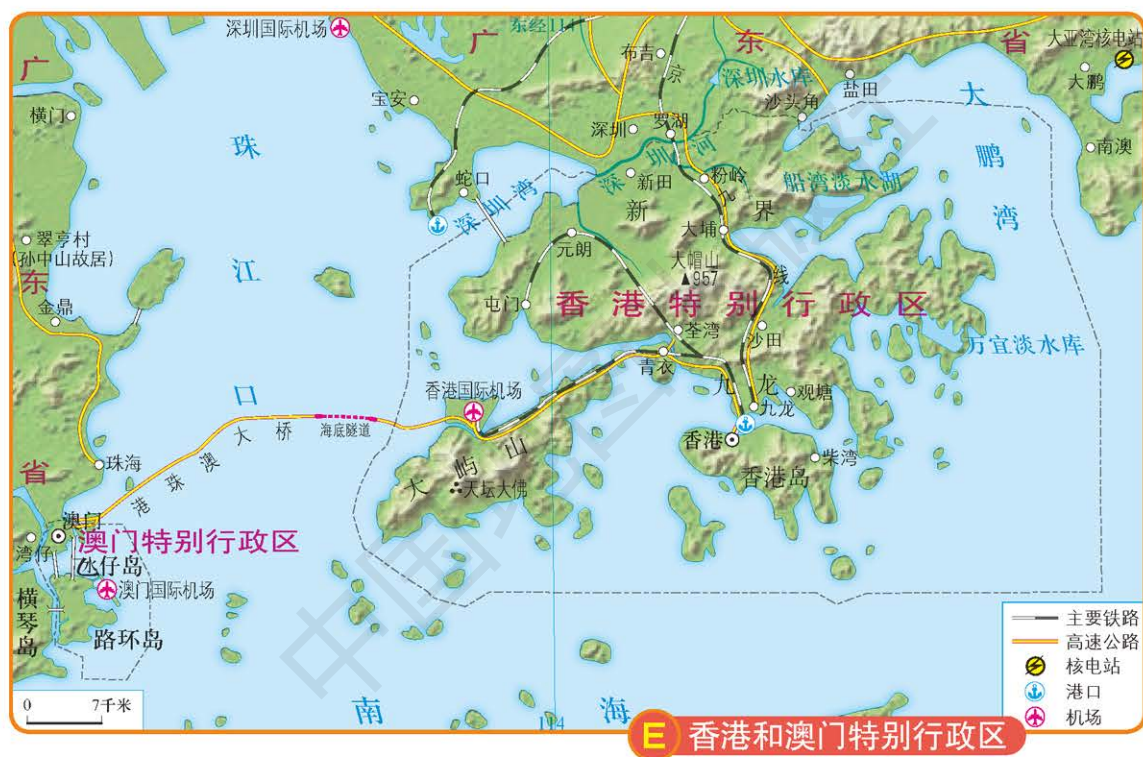 深圳国际机场
东经114
广
东
省
大亚湾核电站
布吉
京
深圳水库
大鹏
广
宝安
沙头角
盐田
横门
珠
深圳
罗湖
大
鹏
湾
南澳
蛇口
深圳湾
深圳河
新田
粉岭
九
船湾淡水湖
新界
翠亨村
(孙中山故居)
江
元朗
大埔
大帽山
957
线
东
金鼎
屯门
香港特别行政区
荃湾
沙田
万宜淡水库
青衣
口
香港国际机场
九龙
观塘
九龙
大桥
海底隧道
香港
柴湾
珠海
港珠澳
大屿山
天坛大佛
香港岛
省
澳门
澳门特别行政区
湾仔
氹仔岛
澳门国际机场
横琴岛
路环岛
主要铁路
高速公路
核电站
港口
机场
0 7千米
南海
114
中国地图出版社
E 香港和澳门特别行政区